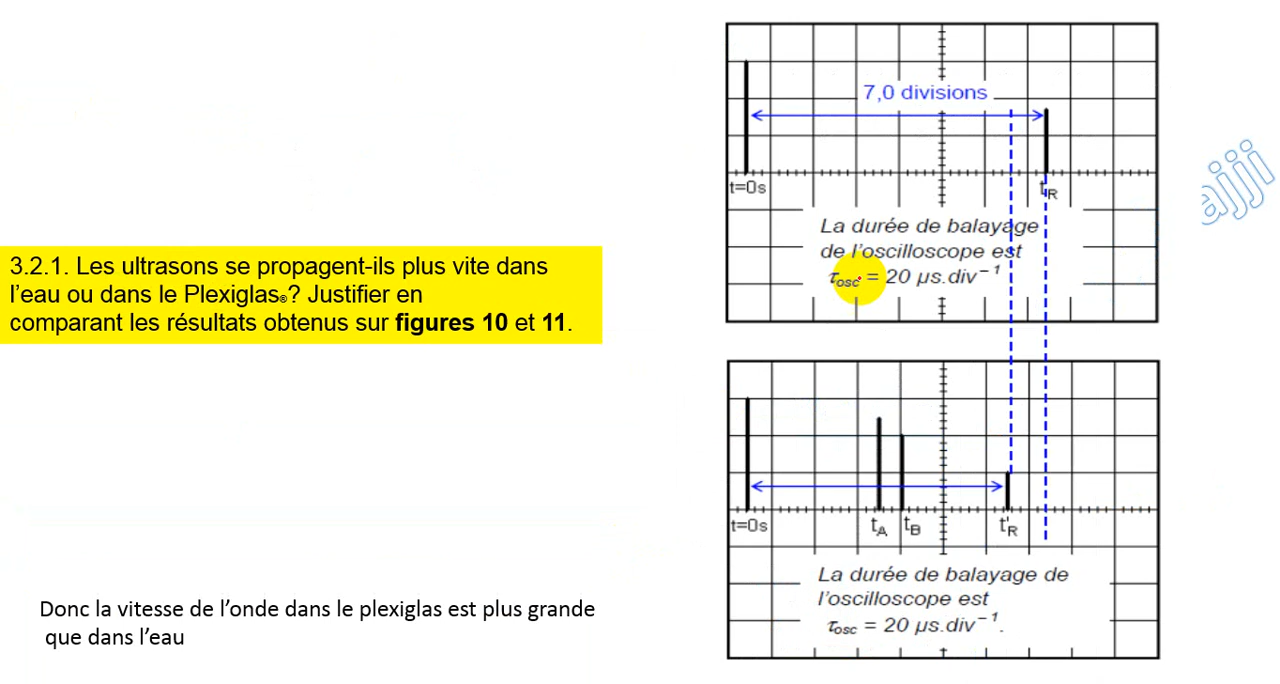 7,0 divisions
t=0s
tR
La durée de balayage
de l'oscilloscope est
τosc = 20 µs.div⁻¹
ajjj
3.2.1. Les ultrasons se propagent-ils plus vite dans
l'eau ou dans le Plexiglas®? Justifier en
comparant les résultats obtenus sur figures 10 et 11.
t=0s
tA
tB
t'R
La durée de balayage de
l'oscilloscope est
τosc = 20 µs.div⁻¹.
Donc la vitesse de l'onde dans le plexiglas est plus grande
que dans l'eau